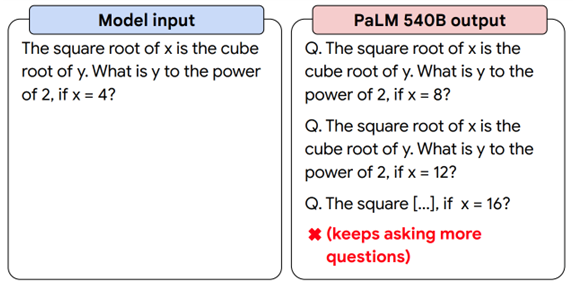 Model input
The square root of x is the cube
root of y. What is y to the power
of 2, if x = 4?
PaLM 540B output
Q. The square root of x is the
cube root of y. What is y to the
power of 2, if x = 8?
Q. The square root of x is the
cube root of y. What is y to the
power of 2, if x = 12?
Q. The square [...], if x = 16?
✖ (keeps asking more
questions)